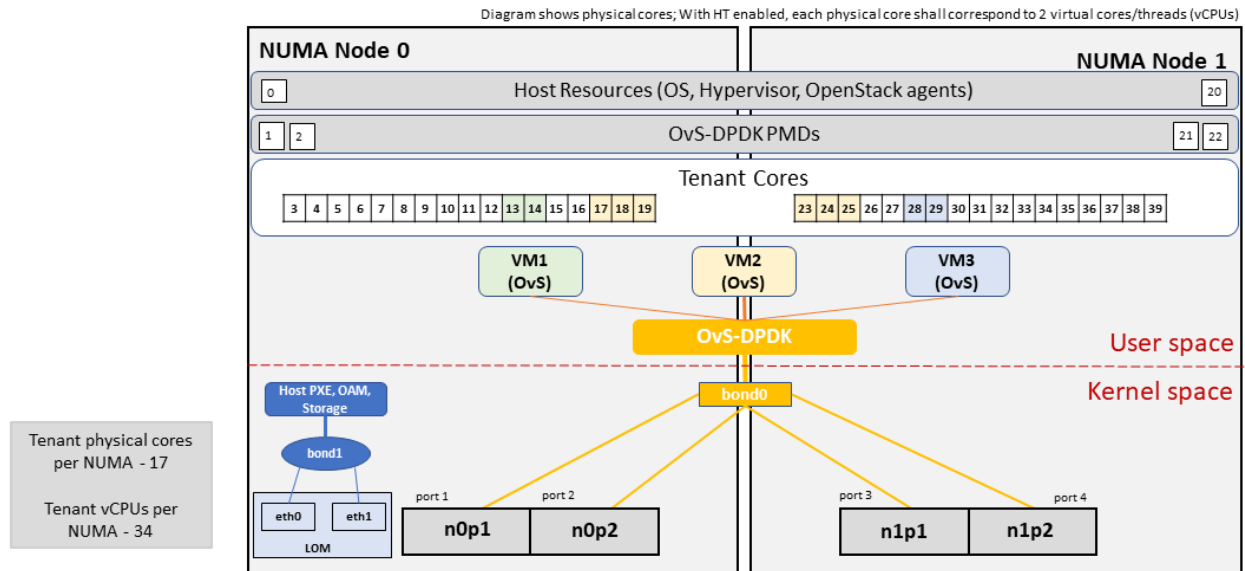 Diagram shows physical cores; With HT enabled, each physical core shall correspond to 2 virtual cores/threads (vCPUs)
NUMA Node 0
NUMA Node 1
0
Host Resources (OS, Hypervisor, OpenStack agents)
20
1 2
OvS-DPDK PMDs
21 22
Tenant Cores
3 4 5 6 7 8 9 10 11 12 13 14 15 16 17 18 19
23 24 25 26 27 28 29 30 31 32 33 34 35 36 37 38 39
VM1
(OvS)
VM2
(OvS)
VM3
(OvS)
OvS-DPDK
User space
Kernel space
Host PXE, OAM,
Storage
bond0
bond1
Tenant physical cores
per NUMA - 17
Tenant vCPUs per
NUMA - 34
eth0
eth1
LOM
port 1
port 2
port 3
port 4
n0p1
n0p2
n1p1
n1p2